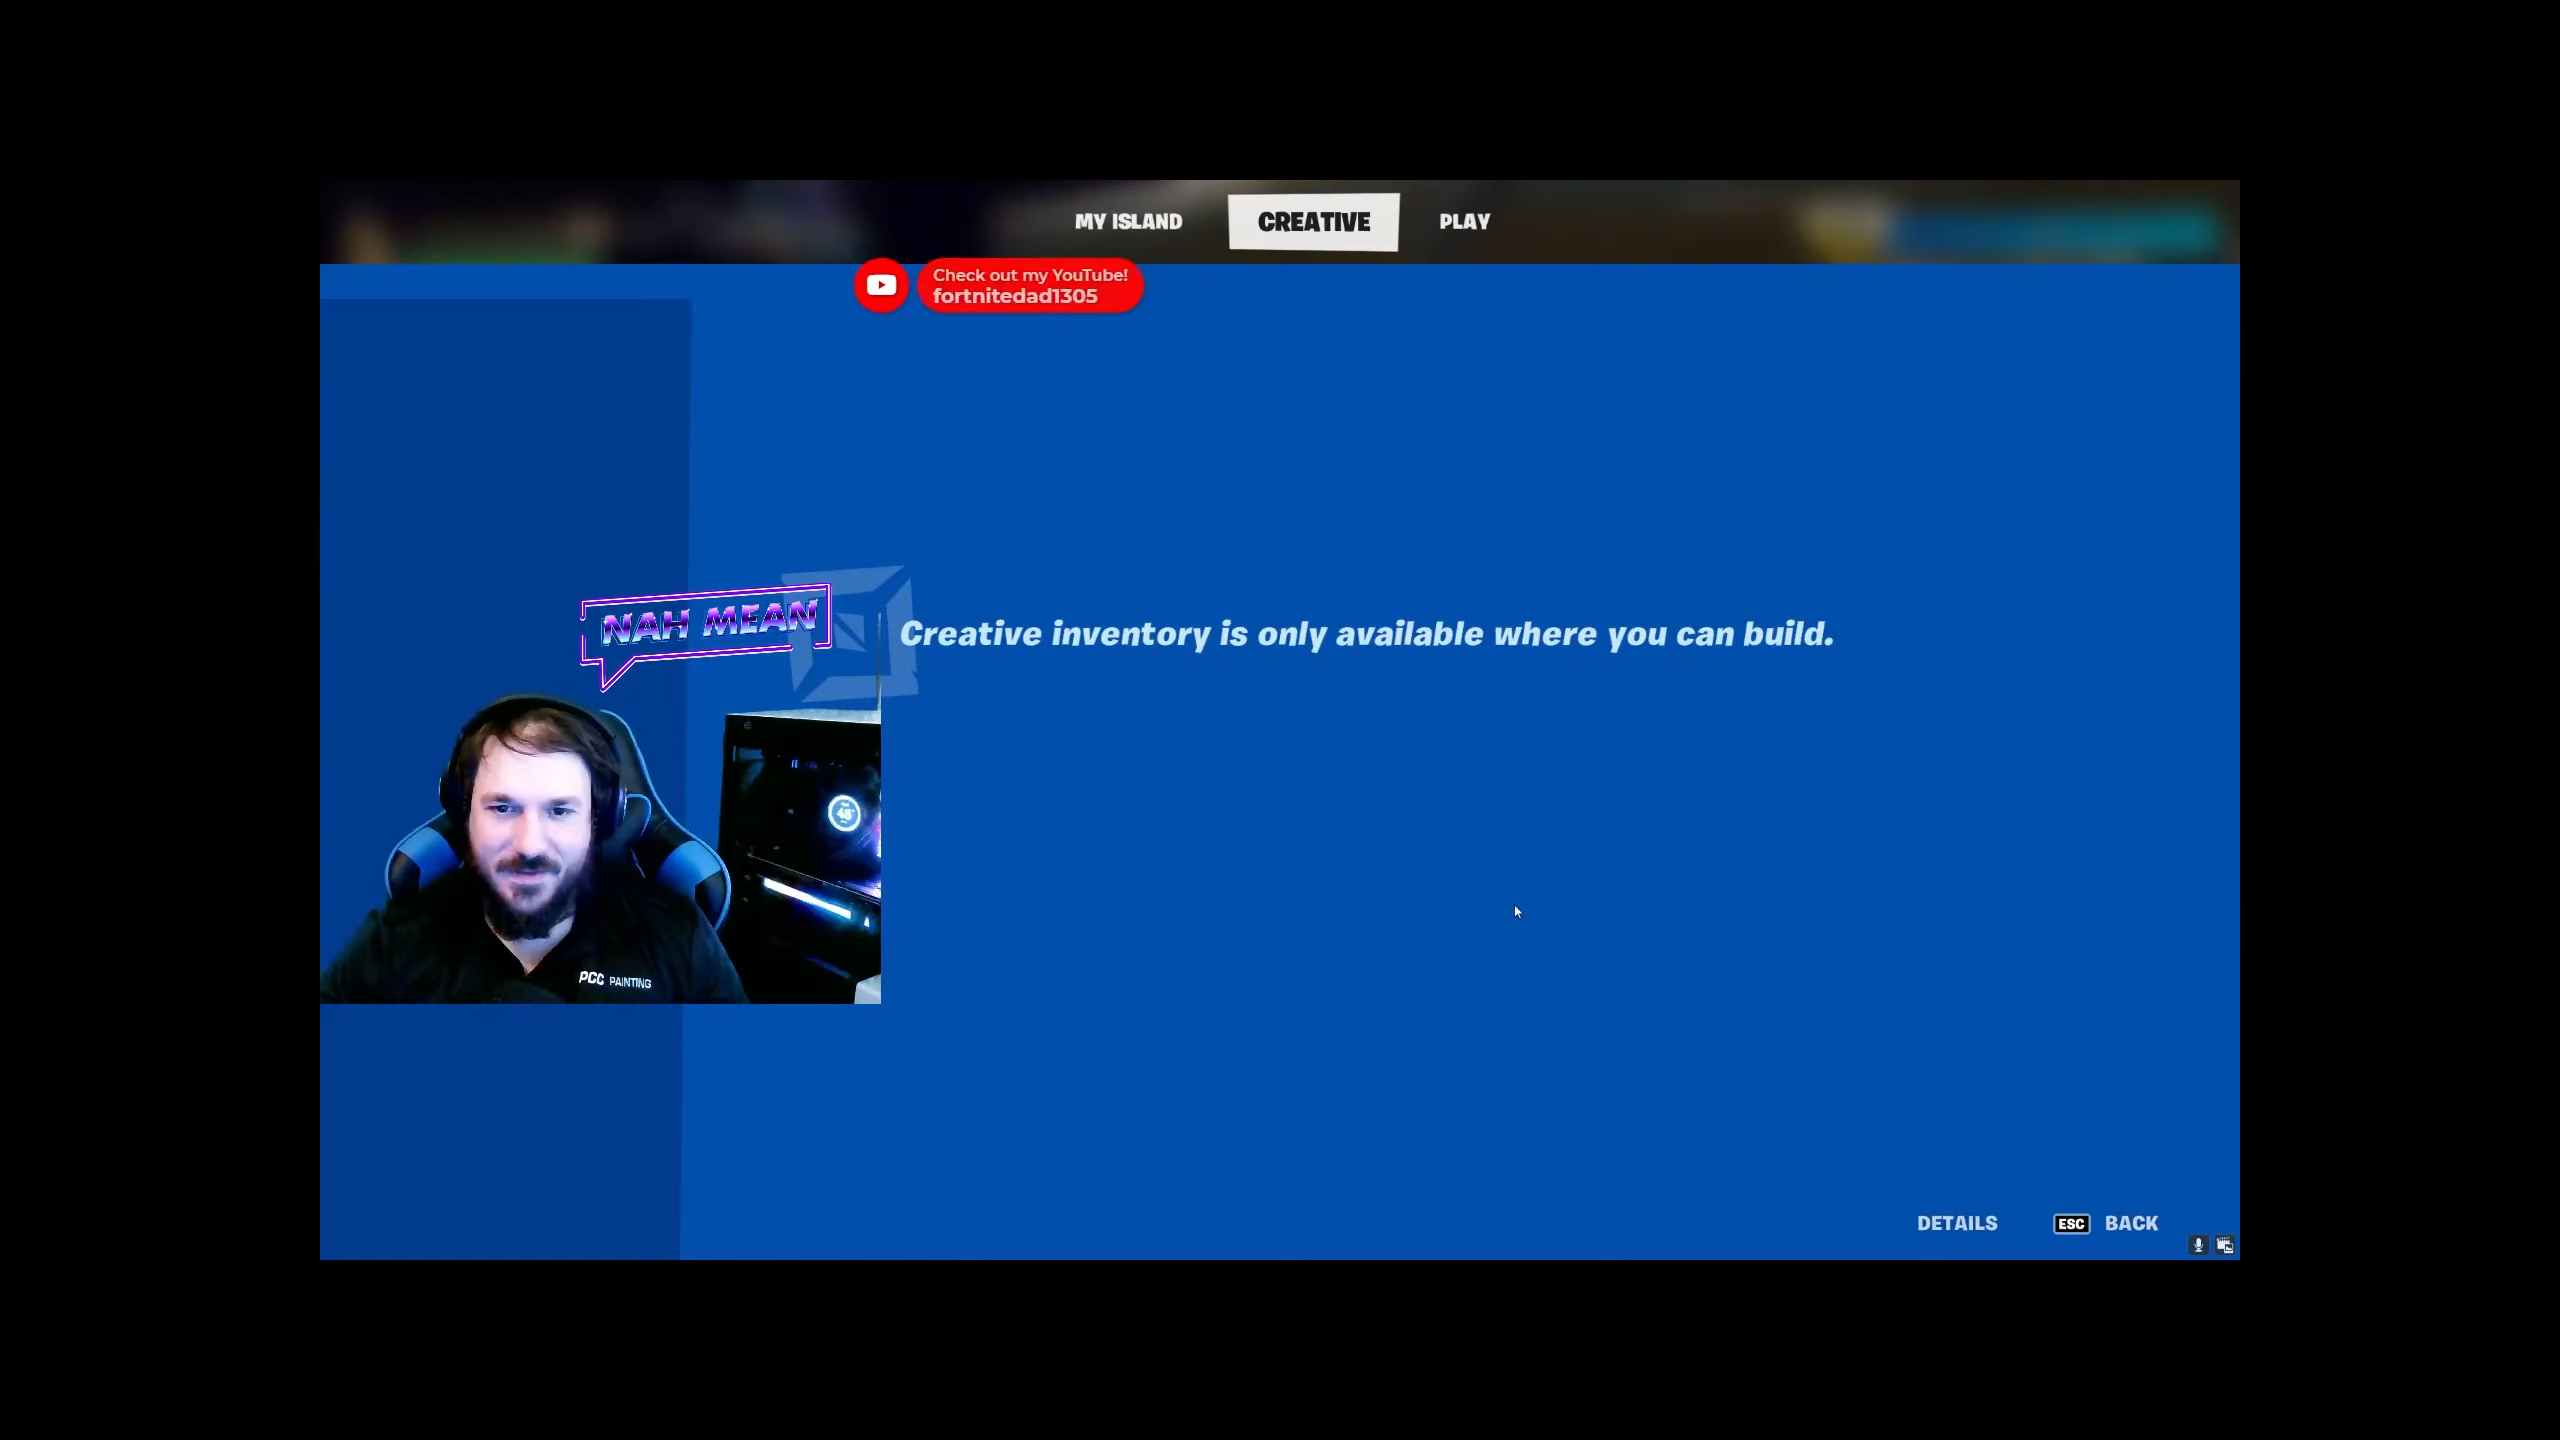 MY ISLAND CREATIVE PLAY
Check out my YouTube!
fortnitedad1305
NAH MEAN
Creative inventory is only available where you can build.
PCC PAINTING
DETAILS ESC BACK